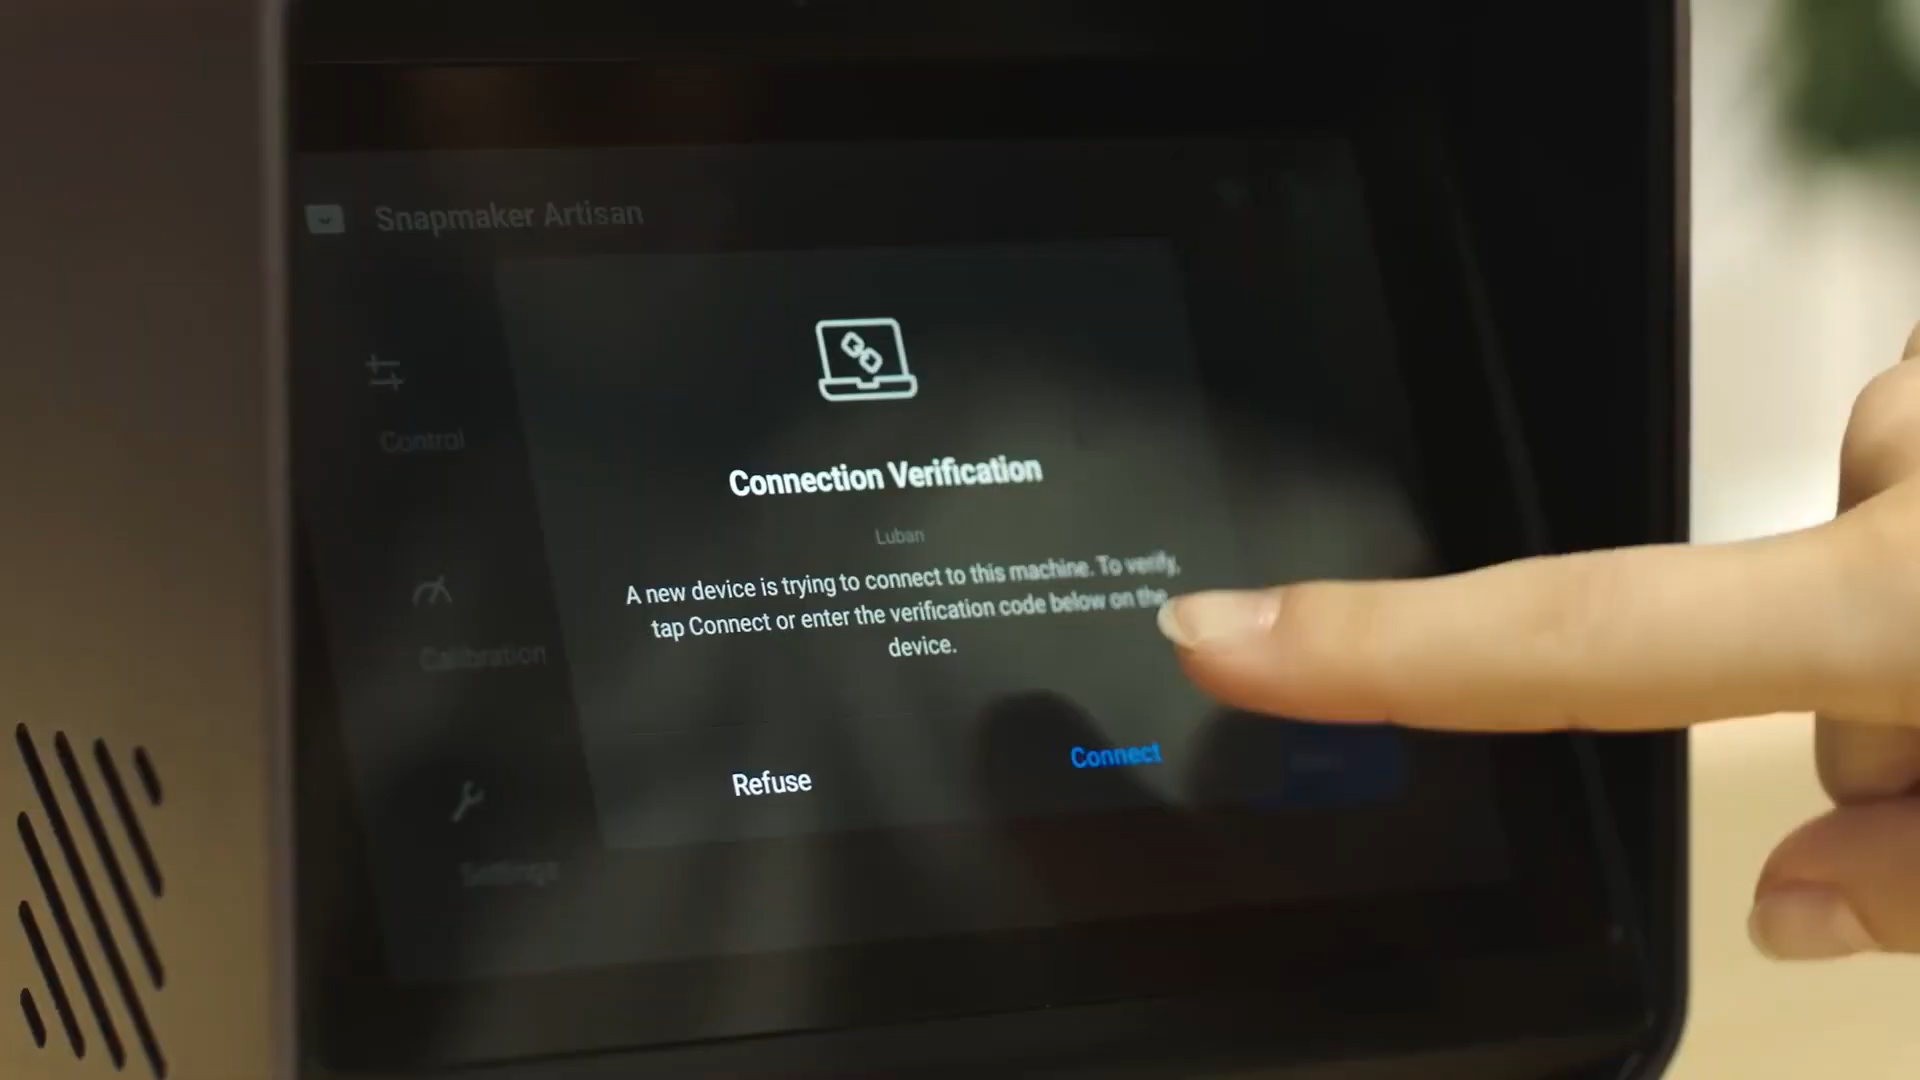 Snapmaker Artisan
Control
Calibration
Settings
Connection Verification
Luban
A new device is trying to connect to this machine. To verify,
tap Connect or enter the verification code below on the
device.
Refuse
Connect